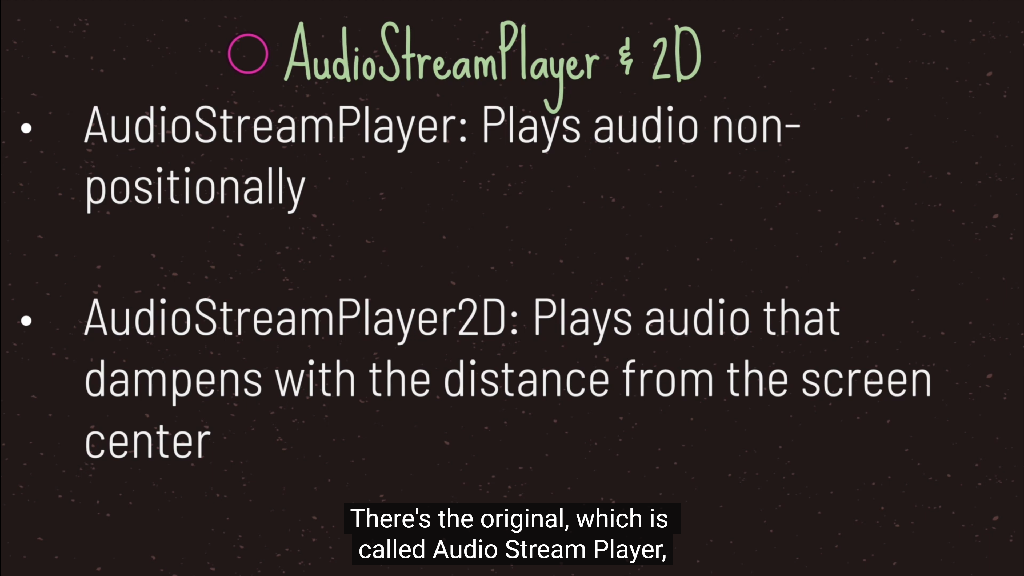 AudioStreamPlayer & 2D
• AudioStreamPlayer: Plays audio non-
positionally
• AudioStreamPlayer2D: Plays audio that
dampens with the distance from the screen
center
There's the original, which is
called Audio Stream Player,